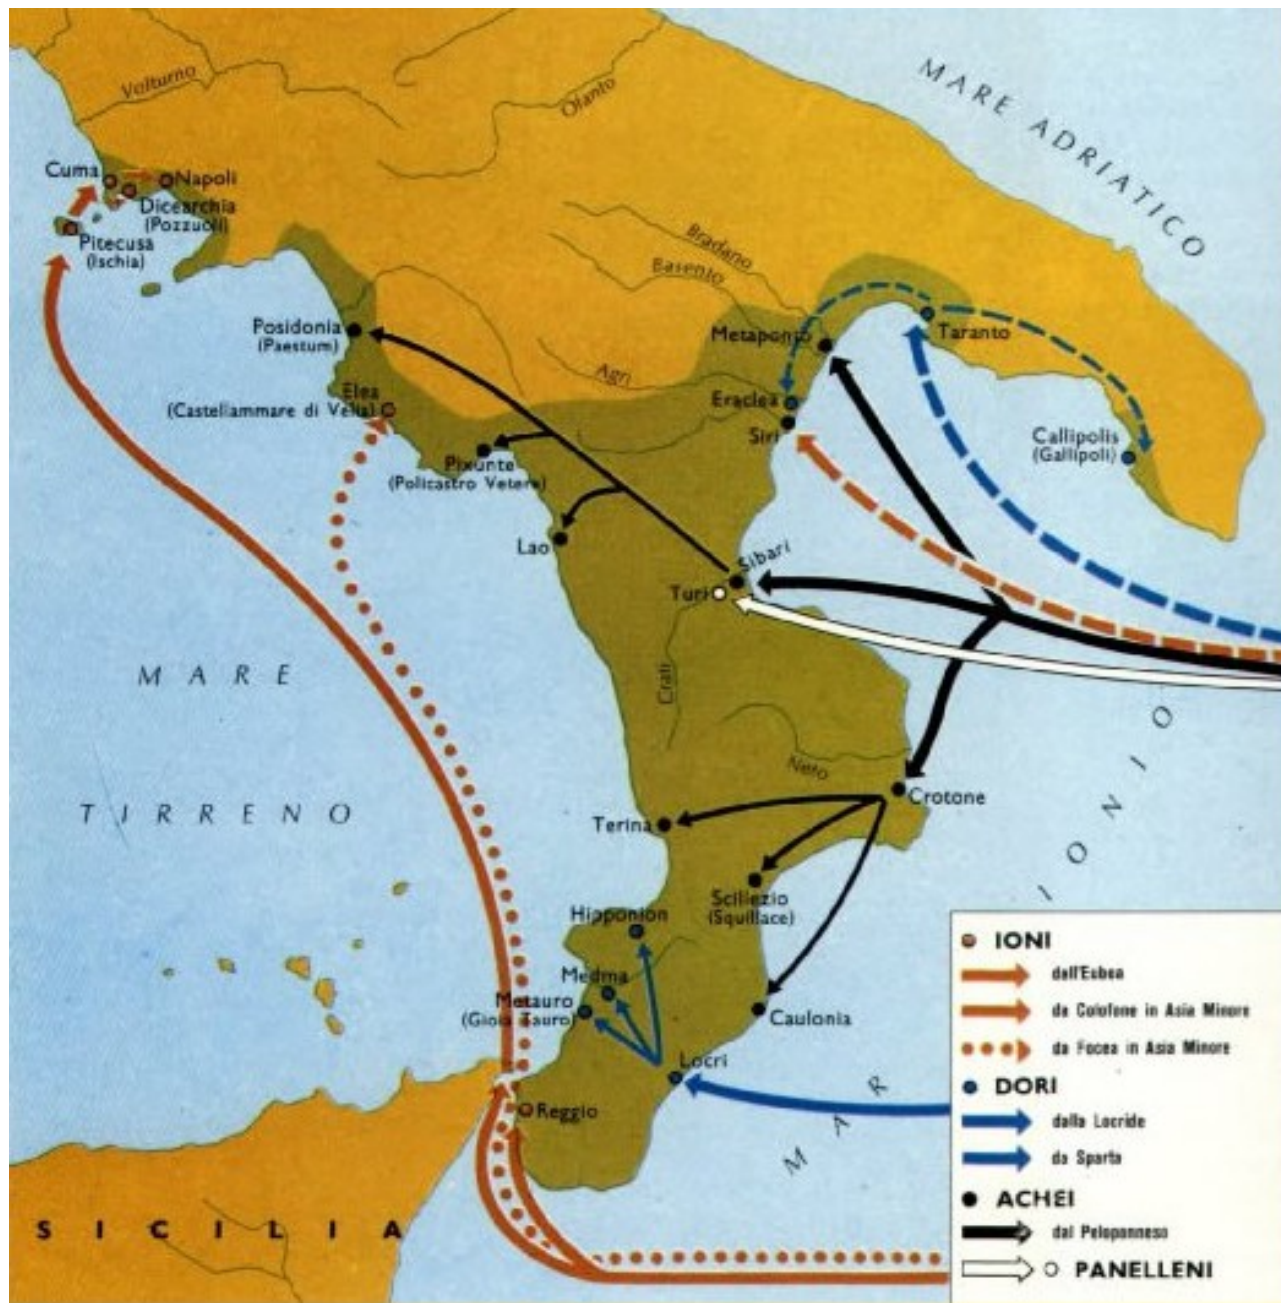 MARE ADRIATICO
Volturno
Ofanto
Cuma
Napoli
Dicearchia
(Pozzuoli)
Pitecusa
(Ischia)
Bradano
Basento
Posidonia
(Paestum)
Metaponto
Taranto
Agri
Elea
(Castellammare di Velia)
Eraclea
Siri
Callipolis
(Gallipoli)
Pixunte
(Policastro Vetere)
Lao
Sibari
Turi
Crati
MARE
TIRRENO
Neto
Crotone
Terina
Scillezio
(Squillace)
Hipponion
Medma
Metauro
(Gioia Tauro)
Caulonia
Locri
Reggio
MAR IONIO
SICILIA
IONI
dall'Eubea
da Colofone in Asia Minore
da Focea in Asia Minore
DORI
dalla Locride
da Sparta
ACHEI
dal Peloponneso
PANELLENI